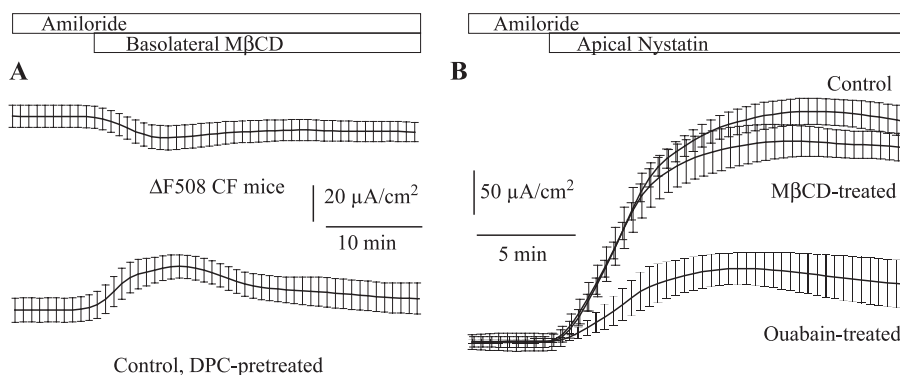 Amiloride
Basolateral MβCD
A
ΔF508 CF mice
20 µA/cm²
10 min
Control, DPC-pretreated
Amiloride
Apical Nystatin
B
Control
50 µA/cm²
MβCD-treated
5 min
Ouabain-treated